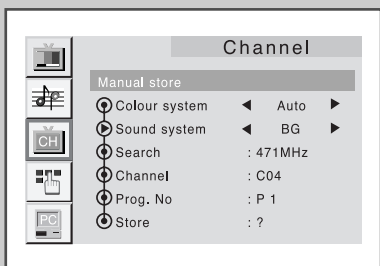 Channel
Manual store
Colour system ◀ Auto ▶
Sound system ◀ BG ▶
CH
Search : 471MHz
Channel : C04
Prog. No : P 1
PC
Store : ?